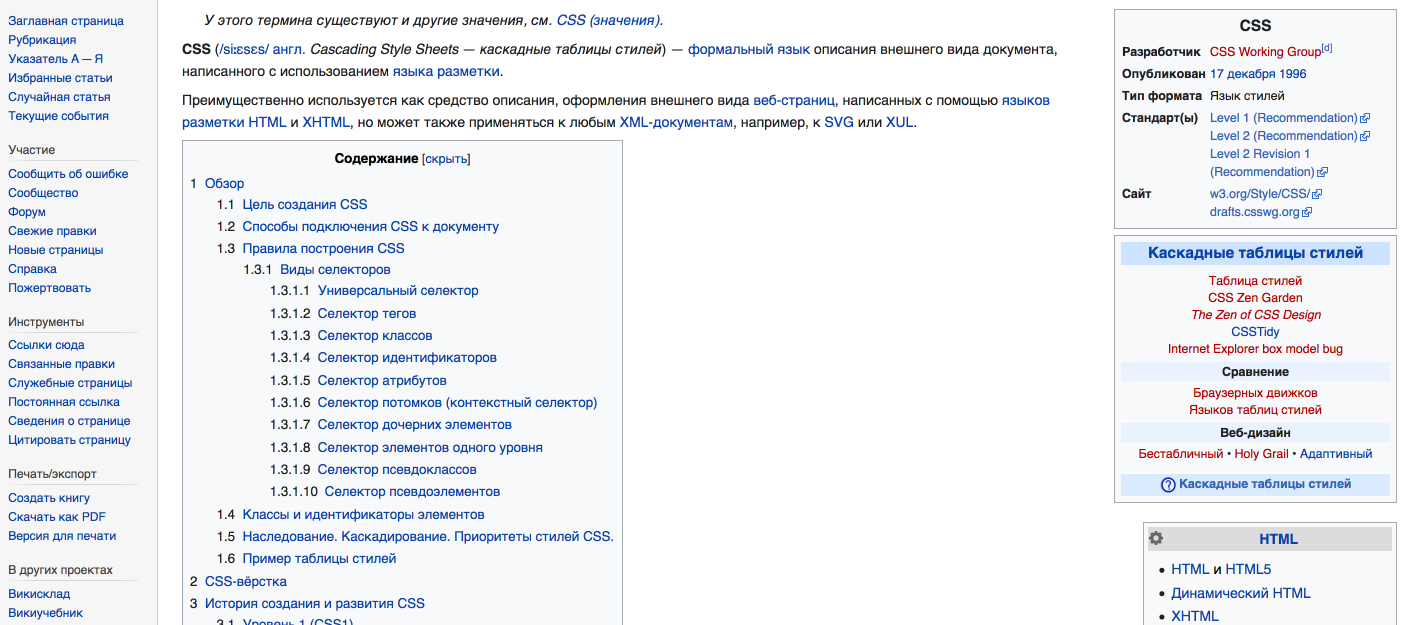 Заглавная страница
Рубрикация
Указатель А — Я
Избранные статьи
Случайная статья
Текущие события
Участие
Сообщить об ошибке
Сообщество
Форум
Свежие правки
Новые страницы
Справка
Пожертвовать
Инструменты
Ссылки сюда
Связанные правки
Служебные страницы
Постоянная ссылка
Сведения о странице
Цитировать страницу
Печать/экспорт
Создать книгу
Скачать как PDF
Версия для печати
В других проектах
Викисклад
Викиучебник
У этого термина существуют и другие значения, см. CSS (значения).
CSS (/siːɛsɛs/ англ. Cascading Style Sheets — каскадные таблицы стилей) — формальный язык описания внешнего вида документа,
написанного с использованием языка разметки.
Преимущественно используется как средство описания, оформления внешнего вида веб-страниц, написанных с помощью языков
разметки HTML и XHTML, но может также применяться к любым XML-документам, например, к SVG или XUL.
Содержание [скрыть]
1 Обзор
1.1 Цель создания CSS
1.2 Способы подключения CSS к документу
1.3 Правила построения CSS
1.3.1 Виды селекторов
1.3.1.1 Универсальный селектор
1.3.1.2 Селектор тегов
1.3.1.3 Селектор классов
1.3.1.4 Селектор идентификаторов
1.3.1.5 Селектор атрибутов
1.3.1.6 Селектор потомков (контекстный селектор)
1.3.1.7 Селектор дочерних элементов
1.3.1.8 Селектор элементов одного уровня
1.3.1.9 Селектор псевдоклассов
1.3.1.10 Селектор псевдоэлементов
1.4 Классы и идентификаторы элементов
1.5 Наследование. Каскадирование. Приоритеты стилей CSS.
1.6 Пример таблицы стилей
2 CSS-вёрстка
3 История создания и развития CSS
3.1 Уровень 1 (CSS1)
CSS
Разработчик CSS Working Group[d]
Опубликован 17 декабря 1996
Тип формата Язык стилей
Стандарт(ы) Level 1 (Recommendation)
Level 2 (Recommendation)
Level 2 Revision 1
(Recommendation)
Сайт w3.org/Style/CSS/
drafts.csswg.org
Каскадные таблицы стилей
Таблица стилей
CSS Zen Garden
The Zen of CSS Design
CSSTidy
Internet Explorer box model bug
Сравнение
Браузерных движков
Языков таблиц стилей
Веб-дизайн
Бестабличный • Holy Grail • Адаптивный
? Каскадные таблицы стилей
HTML
• HTML и HTML5
• Динамический HTML
• XHTML